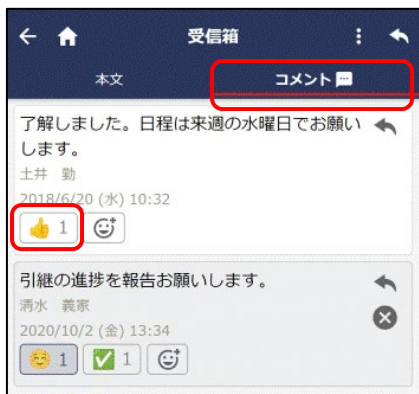 受信箱
本文 コメント
了解しました。日程は来週の水曜日でお願い
します。
土井 勤
2018/6/20 (水) 10:32
👍 1
引継の進捗を報告お願いします。
清水 義家
2020/10/2 (金) 13:34
☺️ 1 ✅ 1